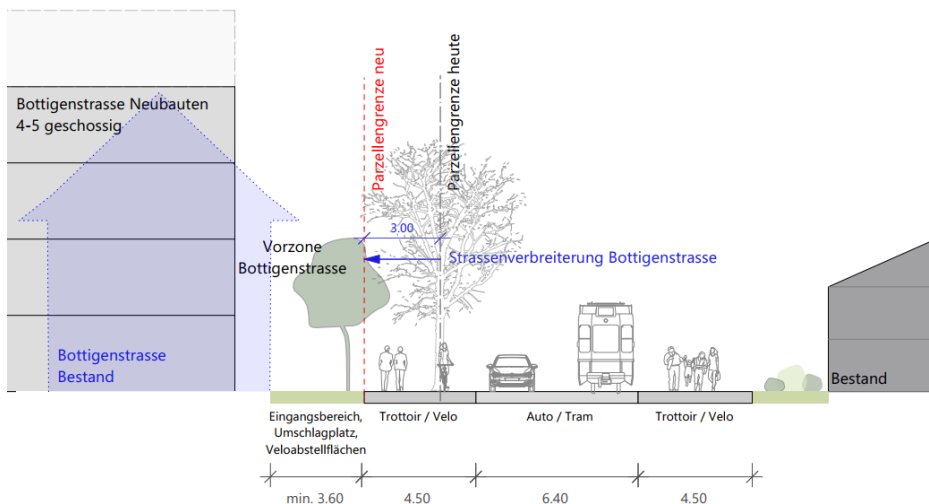 Bottigenstrasse Neubauten
4-5 geschossig
Parzellengrenze neu
Parzellengrenze heute
3.00
Vorzone
Bottigenstrasse
Strassenverbreiterung Bottigenstrasse
Bottigenstrasse
Bestand
Bestand
Eingangsbereich,
Umschlagplatz,
Veloabstellflächen
Trottoir / Velo
Auto / Tram
Trottoir / Velo
min. 3.60
4.50
6.40
4.50